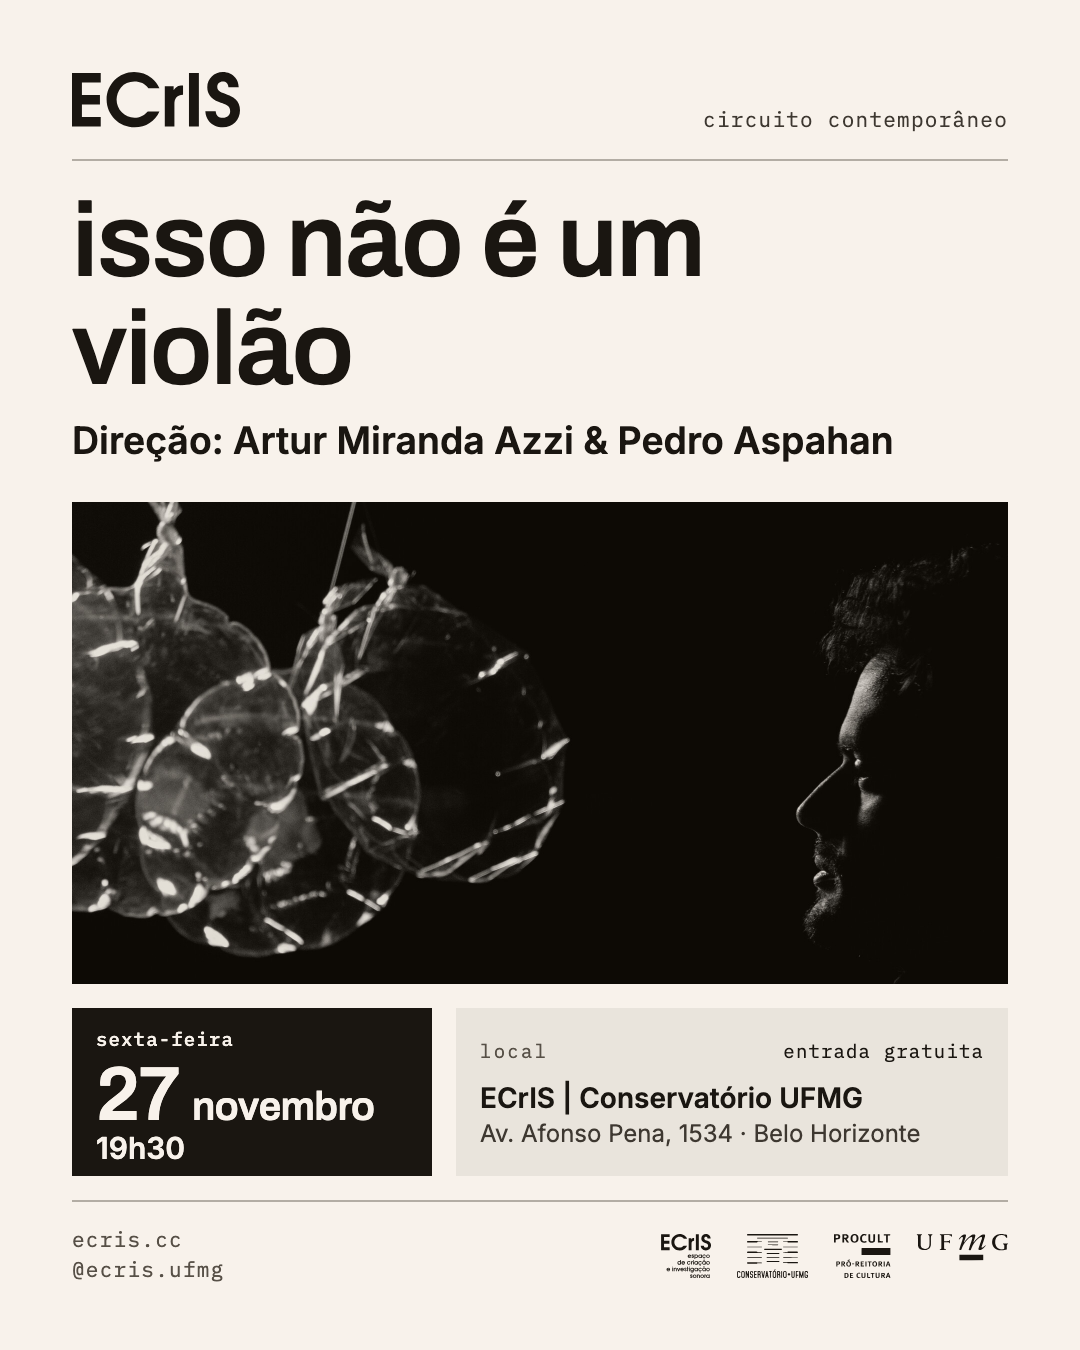 ECrIS
circuito contemporâneo
isso não é um
violão
Direção: Artur Miranda Azzi & Pedro Aspahan
sexta-feira
27 novembro
19h30
local
entrada gratuita
ECrIS | Conservatório UFMG
Av. Afonso Pena, 1534 · Belo Horizonte
ecris.cc
@ecris.ufmg
ECrIS
espaço
de criação
e investigação
sonora
CONSERVATÓRIO•UFMG
PROCULT
PRÓ-REITORIA
DE CULTURA
UFmG